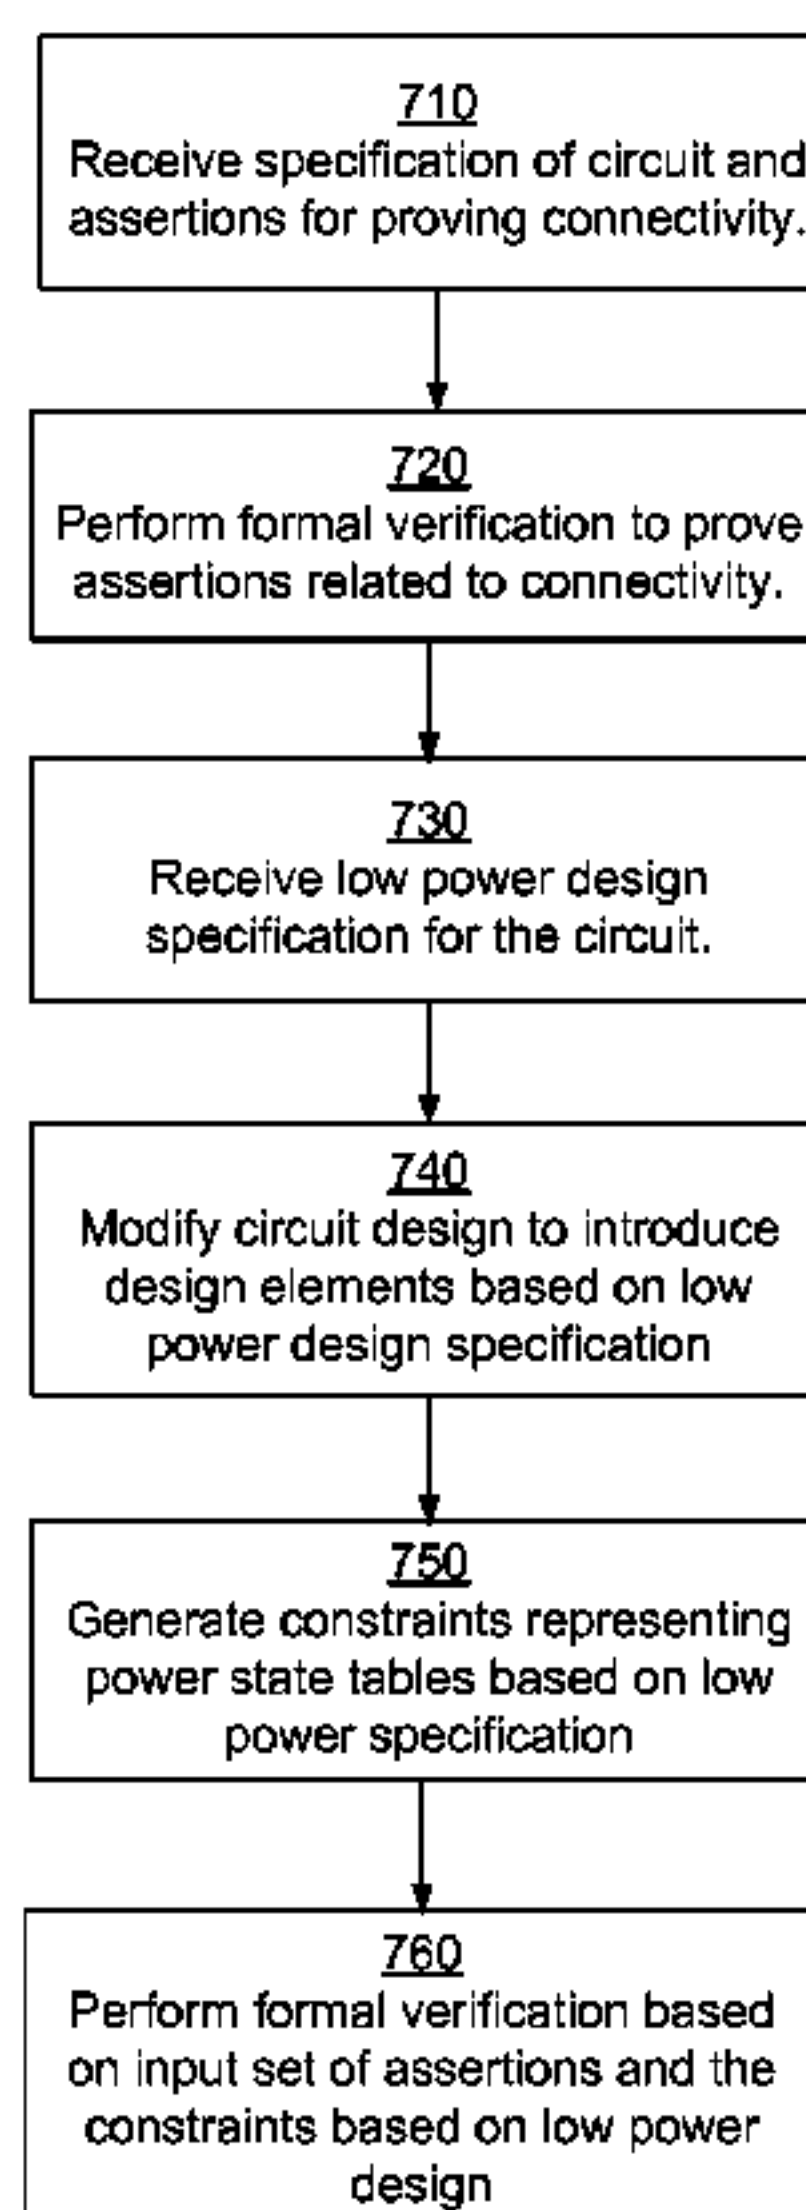 710
Receive specification of circuit and
assertions for proving connectivity.
720
Perform formal verification to prove
assertions related to connectivity.
730
Receive low power design
specification for the circuit.
740
Modify circuit design to introduce
design elements based on low
power design specification
750
Generate constraints representing
power state tables based on low
power specification
760
Perform formal verification based
on input set of assertions and the
constraints based on low power
design